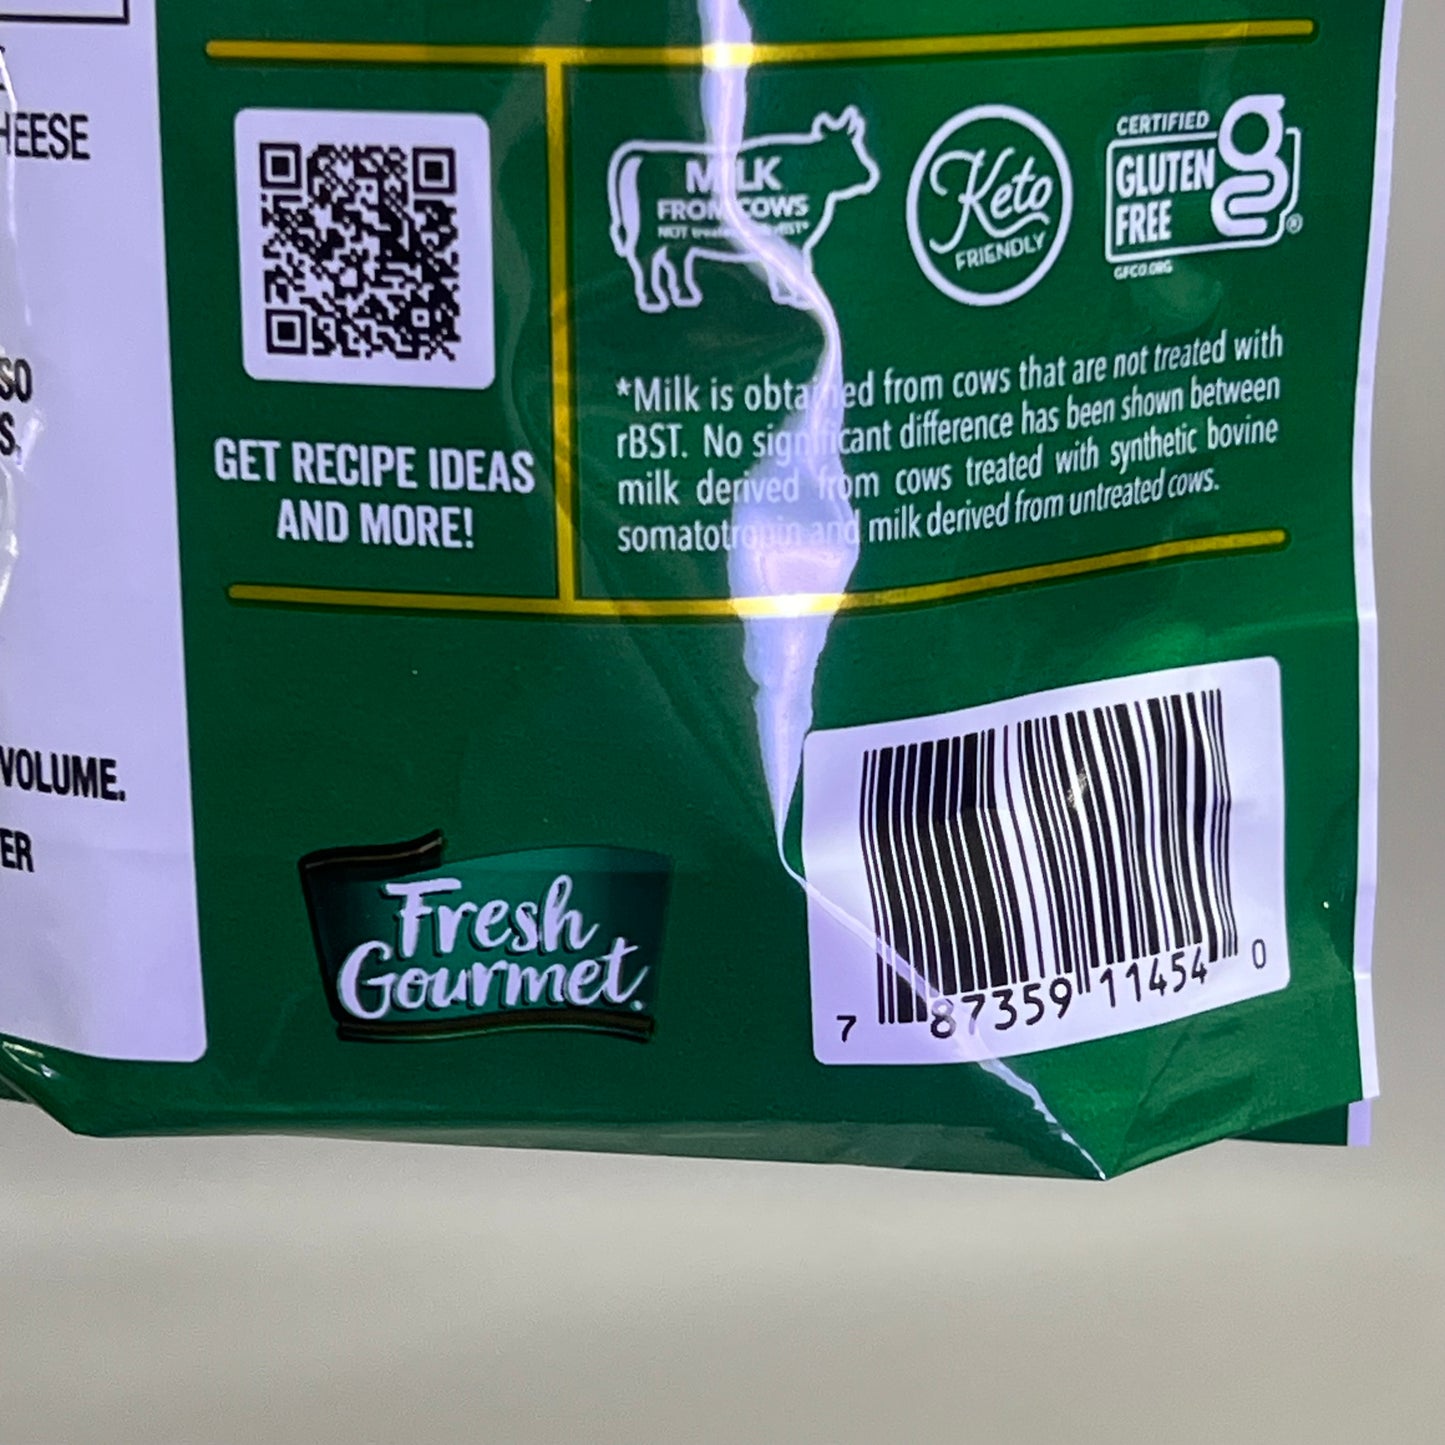 HEESE
SO
S.
VOLUME.
ER
GET RECIPE IDEAS
AND MORE!
MILK
FROM COWS
NOT treated rBST*
Keto
FRIENDLY
CERTIFIED
GLUTEN
FREE
g
®
GFCO.ORG
*Milk is obtained from cows that are not treated with
rBST. No significant difference has been shown between
milk derived from cows treated with synthetic bovine
somatotropin and milk derived from untreated cows.
Fresh
Gourmet.
7 87359 11454 0